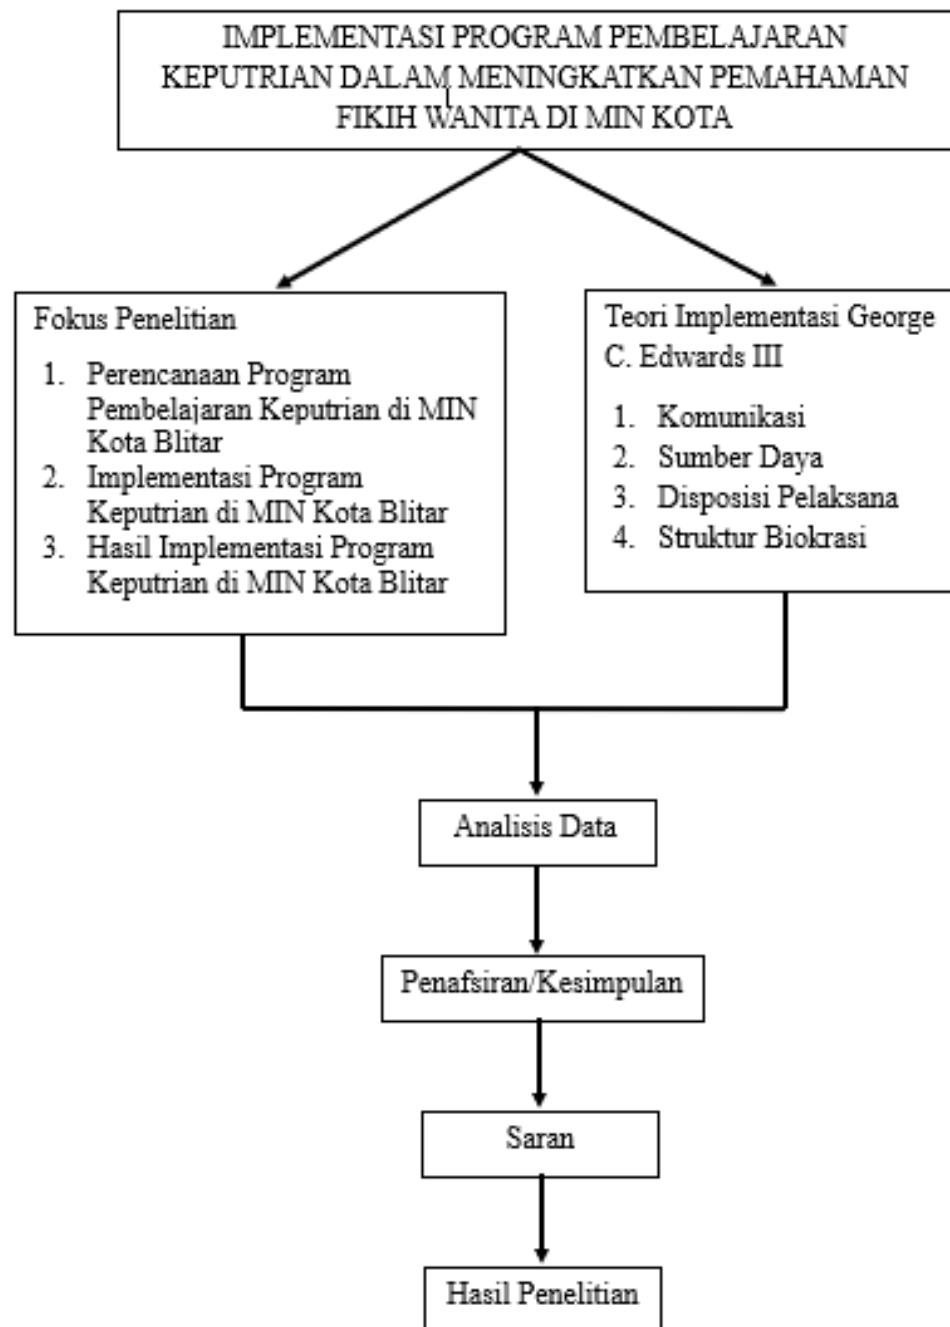 IMPLEMENTASI PROGRAM PEMBELAJARAN
KEPUTRIAN DALAM MENINGKATKAN PEMAHAMAN
FIKIH WANITA DI MIN KOTA
Fokus Penelitian
1. Perencanaan Program
Pembelajaran Keputrian di MIN
Kota Blitar
2. Implementasi Program
Keputrian di MIN Kota Blitar
3. Hasil Implementasi Program
Keputrian di MIN Kota Blitar
Teori Implementasi George
C. Edwards III
1. Komunikasi
2. Sumber Daya
3. Disposisi Pelaksana
4. Struktur Biokrasi
Analisis Data
Penafsiran/Kesimpulan
Saran
Hasil Penelitian